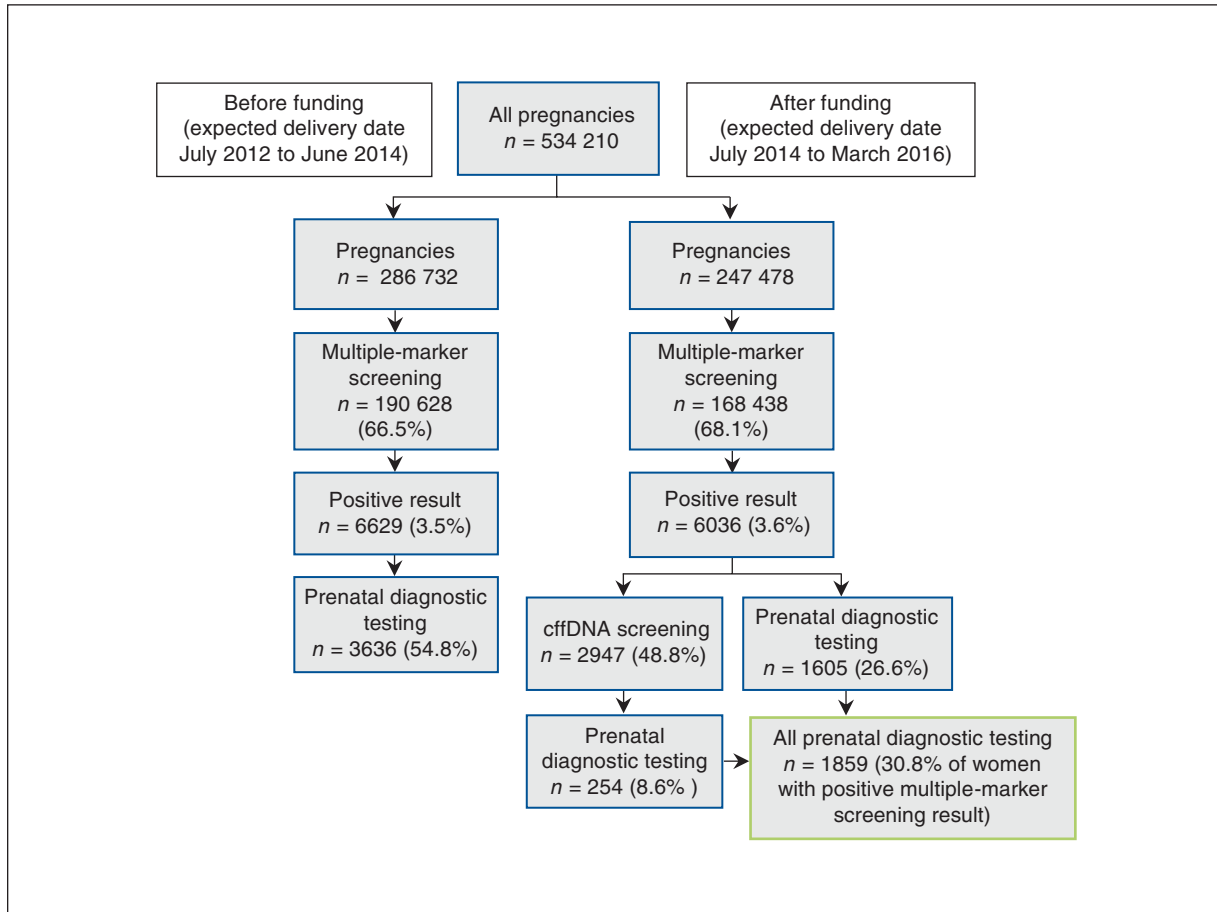 Before funding
(expected delivery date
July 2012 to June 2014)
All pregnancies
n = 534 210
After funding
(expected delivery date
July 2014 to March 2016)
Pregnancies
n = 286 732
Pregnancies
n = 247 478
Multiple-marker
screening
n = 190 628
(66.5%)
Multiple-marker
screening
n = 168 438
(68.1%)
Positive result
n = 6629 (3.5%)
Positive result
n = 6036 (3.6%)
Prenatal diagnostic
testing
n = 3636 (54.8%)
cffDNA screening
n = 2947 (48.8%)
Prenatal diagnostic
testing
n = 1605 (26.6%)
Prenatal
diagnostic testing
n = 254 (8.6% )
All prenatal diagnostic testing
n = 1859 (30.8% of women
with positive multiple-marker
screening result)